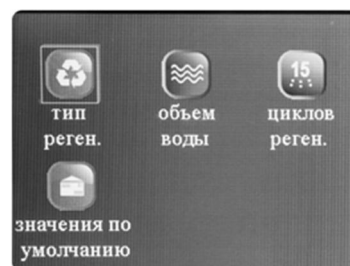 15
тип
реген.
объем
воды
циклов
реген.
значения по
умолчанию